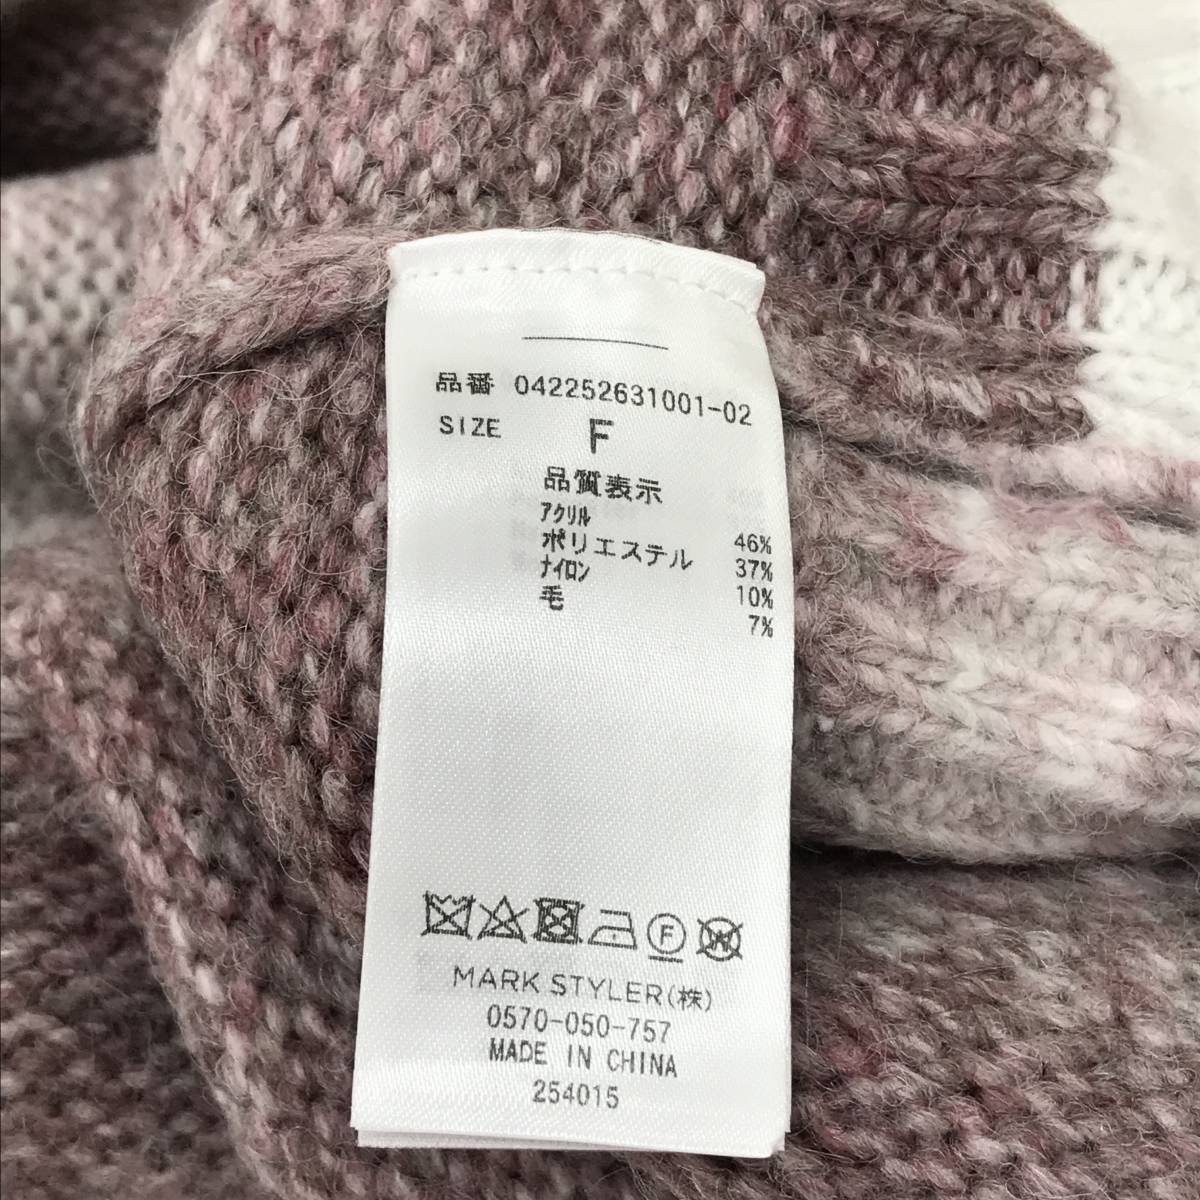 品番 042252631001-02
SIZE F
品質表示
アクリル 46%
ポリエステル 37%
ナイロン 10%
毛 7%
F W
MARK STYLER(株)
0570-050-757
MADE IN CHINA
254015